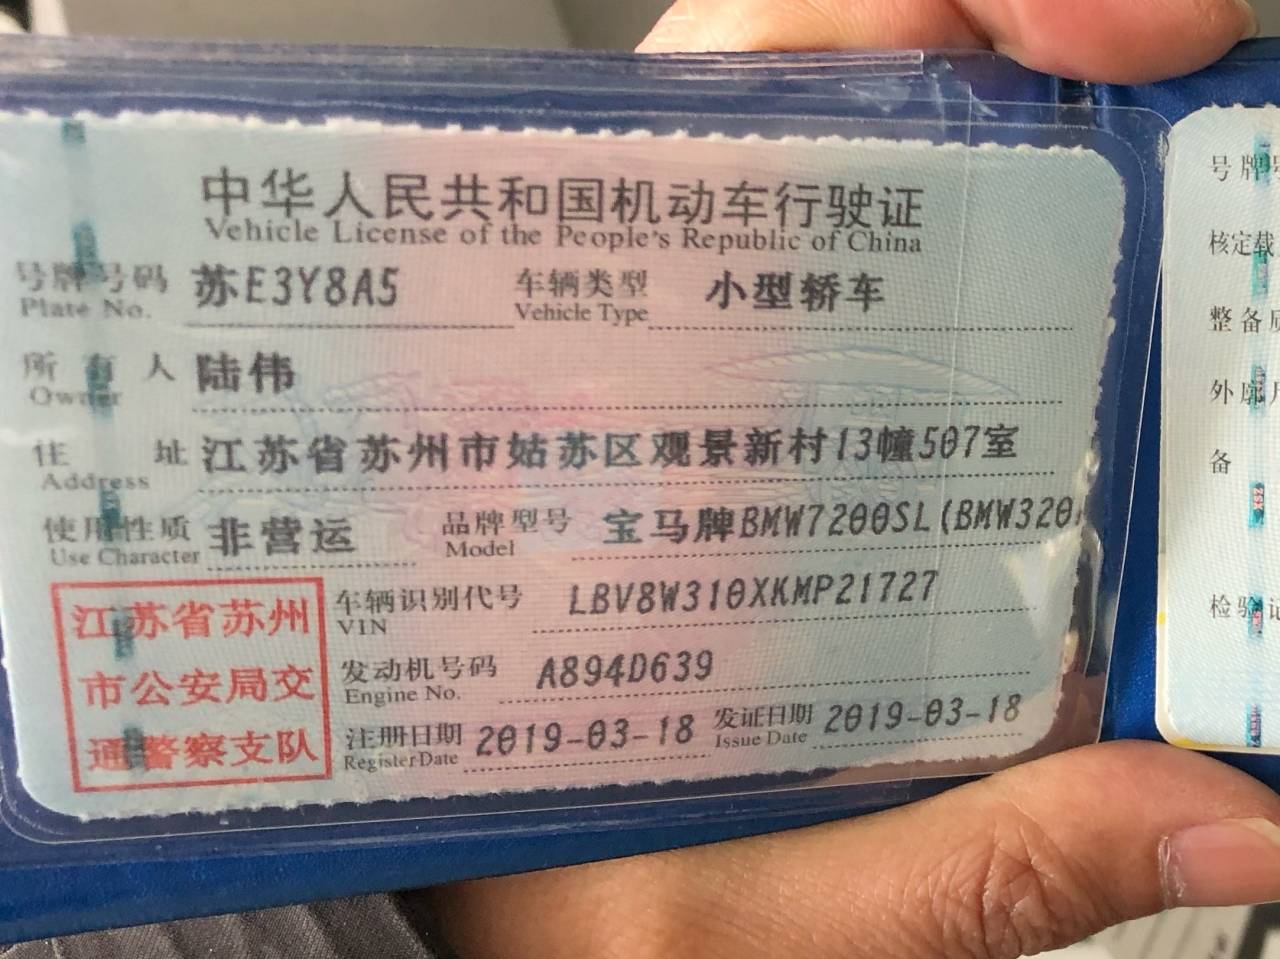 中华人民共和国机动车行驶证
Vehicle License of the People's Republic of China
号牌号码 苏E3Y8A5 车辆类型 小型轿车
Plate No. Vehicle Type
所有人 陆伟
Owner
住址 江苏省苏州市姑苏区观景新村13幢507室
Address
使用性质 非营运 品牌型号 宝马牌BMW7200SL(BMW320
Use Character Model
江苏省苏州
市公安局交
通警察支队
车辆识别代号 LBV8W310XKMP21727
VIN
发动机号码 A894D639
Engine No.
注册日期 2019-03-18 发证日期 2019-03-18
Register Date Issue Date
号牌号
核定载
整备质
外廓尺
备
检验证